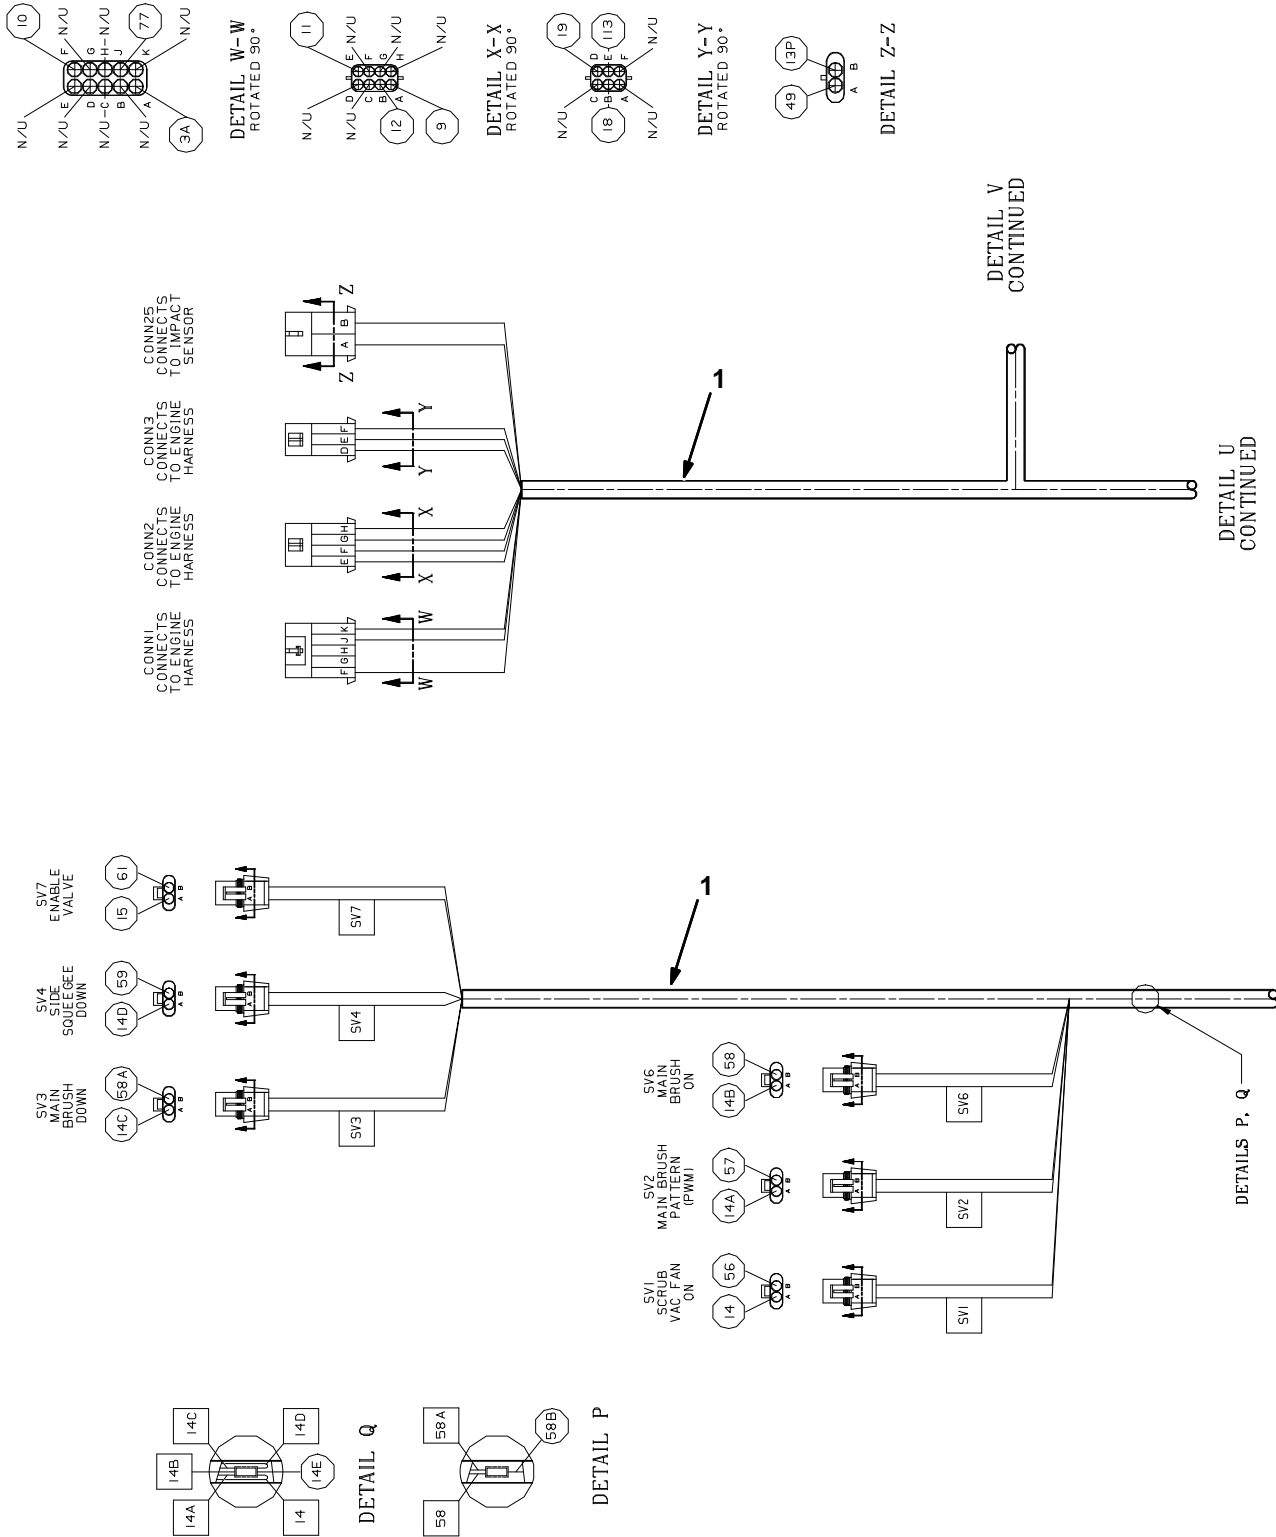 10
F
N/U
G
H-N/U
J
77
K
N/U
N/U
E
N/U
D
N/U-C
B
N/U
A
3A
DETAIL W-W
ROTATED 90°
11
E
N/U
F
G
N/U
H
N/U
N/U
D
N/U
C
B
12
A
9
DETAIL X-X
ROTATED 90°
19
D
E
113
F
N/U
N/U
C
18
B
A
N/U
DETAIL Y-Y
ROTATED 90°
13P
B
49
A
DETAIL Z-Z
CONN1
CONNECTS
TO ENGINE
HARNESS
F G H J K
W
W
CONN2
CONNECTS
TO ENGINE
HARNESS
E F G H
X
X
CONN3
CONNECTS
TO ENGINE
HARNESS
D E F
Y
Y
CONN25
CONNECTS
TO IMPACT
SENSOR
A B
Z
Z
1
DETAIL V
CONTINUED
DETAIL U
CONTINUED
SV3
MAIN
BRUSH
DOWN
14C
58A
A B
A B
SV3
SV4
SIDE
SQUEEGEE
DOWN
14D
59
A B
A B
SV4
SV7
ENABLE
VALVE
15
61
A B
A B
SV7
1
SV1
SCRUB
VAC FAN
ON
14
56
A B
A B
SV1
SV2
MAIN BRUSH
PATTERN
(PWM)
14A
57
A B
A B
SV2
SV6
MAIN
BRUSH
ON
14B
58
A B
A B
SV6
DETAILS P, Q
14A
14B
14C
14
14E
14D
DETAIL Q
58
58A
58B
DETAIL P